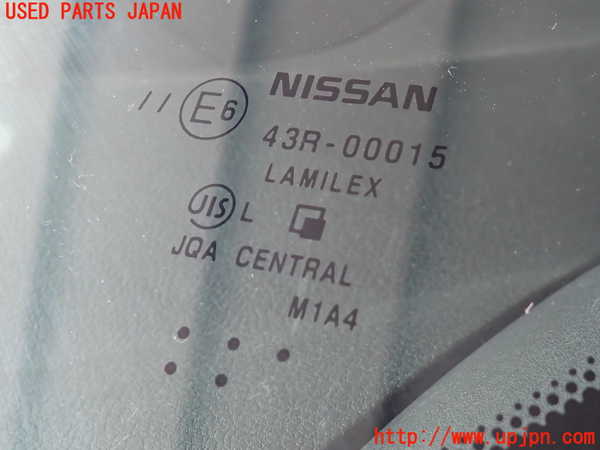 USED PARTS JAPAN
NISSAN
// E6 43R-00015
LAMILEX
JIS L
JQA CENTRAL
M1A4
http://www.upjpn.com/